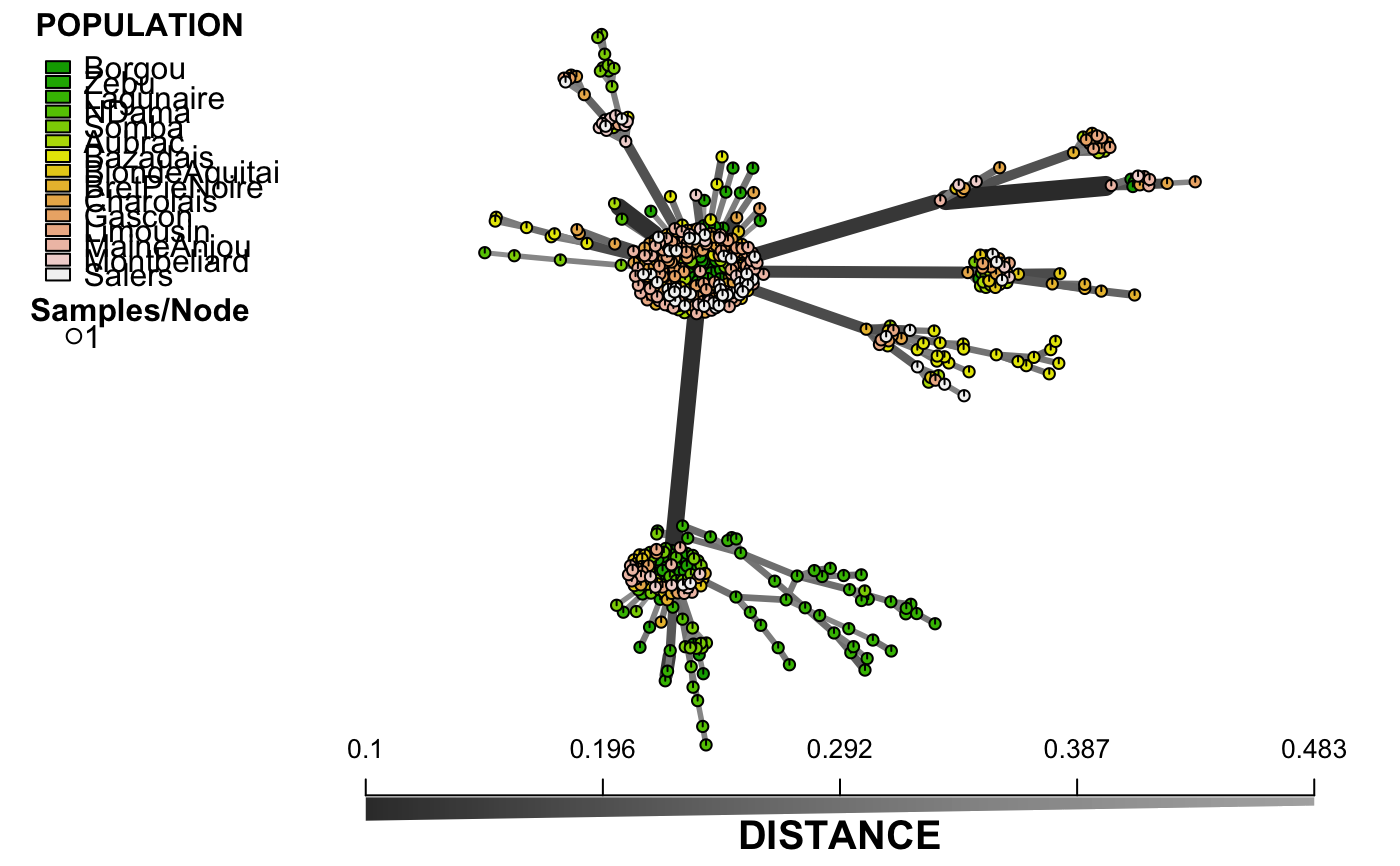 POPULATION
Borgou
Zebu
Lagunaire
NDama
Somba
Aubrac
Bazadais
BlondeAquitai
BretPieNoire
Charolais
Gascon
Limousin
MaineAnjou
Montbeliard
Salers
Samples/Node
1
0.1 0.196 0.292 0.387 0.483
DISTANCE